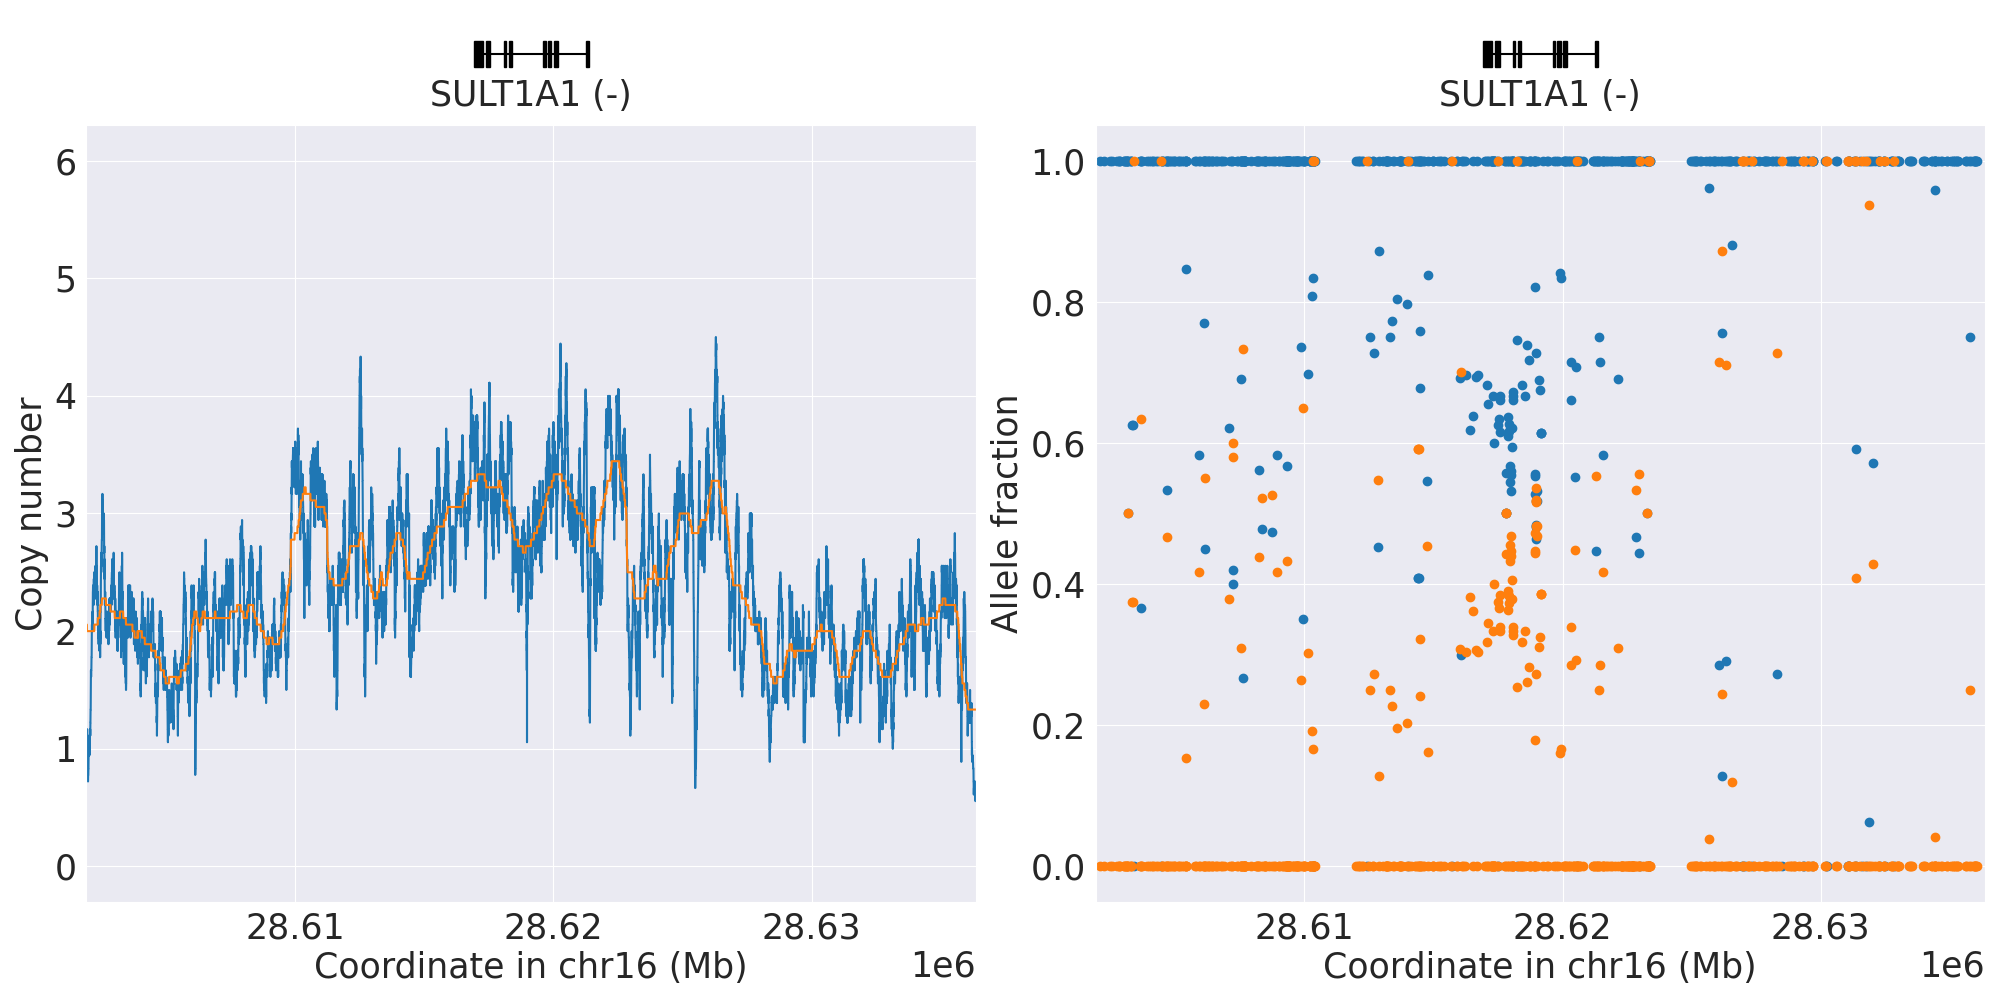 SULT1A1 (-)
6
5
4
3
2
1
0
Copy number
28.61
28.62
28.63
Coordinate in chr16 (Mb)
1e6
SULT1A1 (-)
1.0
0.8
0.6
0.4
0.2
0.0
Allele fraction
28.61
28.62
28.63
Coordinate in chr16 (Mb)
1e6